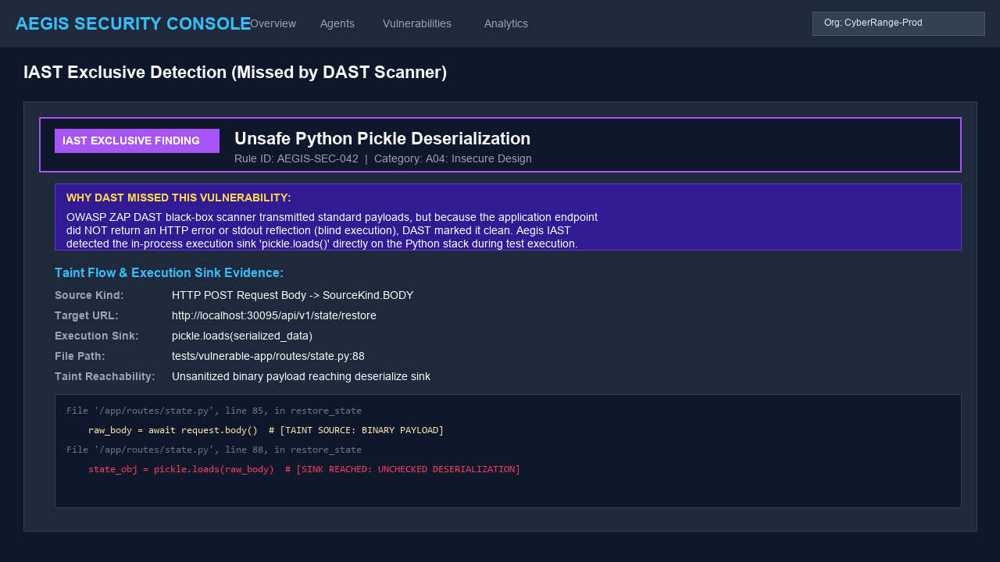 AEGIS SECURITY CONSOLE Overview Agents Vulnerabilities Analytics Org: CyberRange-Prod
IAST Exclusive Detection (Missed by DAST Scanner)
IAST EXCLUSIVE FINDING
Unsafe Python Pickle Deserialization
Rule ID: AEGIS-SEC-042 | Category: A04: Insecure Design
WHY DAST MISSED THIS VULNERABILITY:
OWASP ZAP DAST black-box scanner transmitted standard payloads, but because the application endpoint
did NOT return an HTTP error or stdout reflection (blind execution), DAST marked it clean. Aegis IAST
detected the in-process execution sink 'pickle.loads()' directly on the Python stack during test execution.
Taint Flow & Execution Sink Evidence:
Source Kind: HTTP POST Request Body -> SourceKind.BODY
Target URL: http://localhost:30095/api/v1/state/restore
Execution Sink: pickle.loads(serialized_data)
File Path: tests/vulnerable-app/routes/state.py:88
Taint Reachability: Unsanitized binary payload reaching deserialize sink
File '/app/routes/state.py', line 85, in restore_state
raw_body = await request.body()  # [TAINT SOURCE: BINARY PAYLOAD]
File '/app/routes/state.py', line 88, in restore_state
state_obj = pickle.loads(raw_body)  # [SINK REACHED: UNCHECKED DESERIALIZATION]